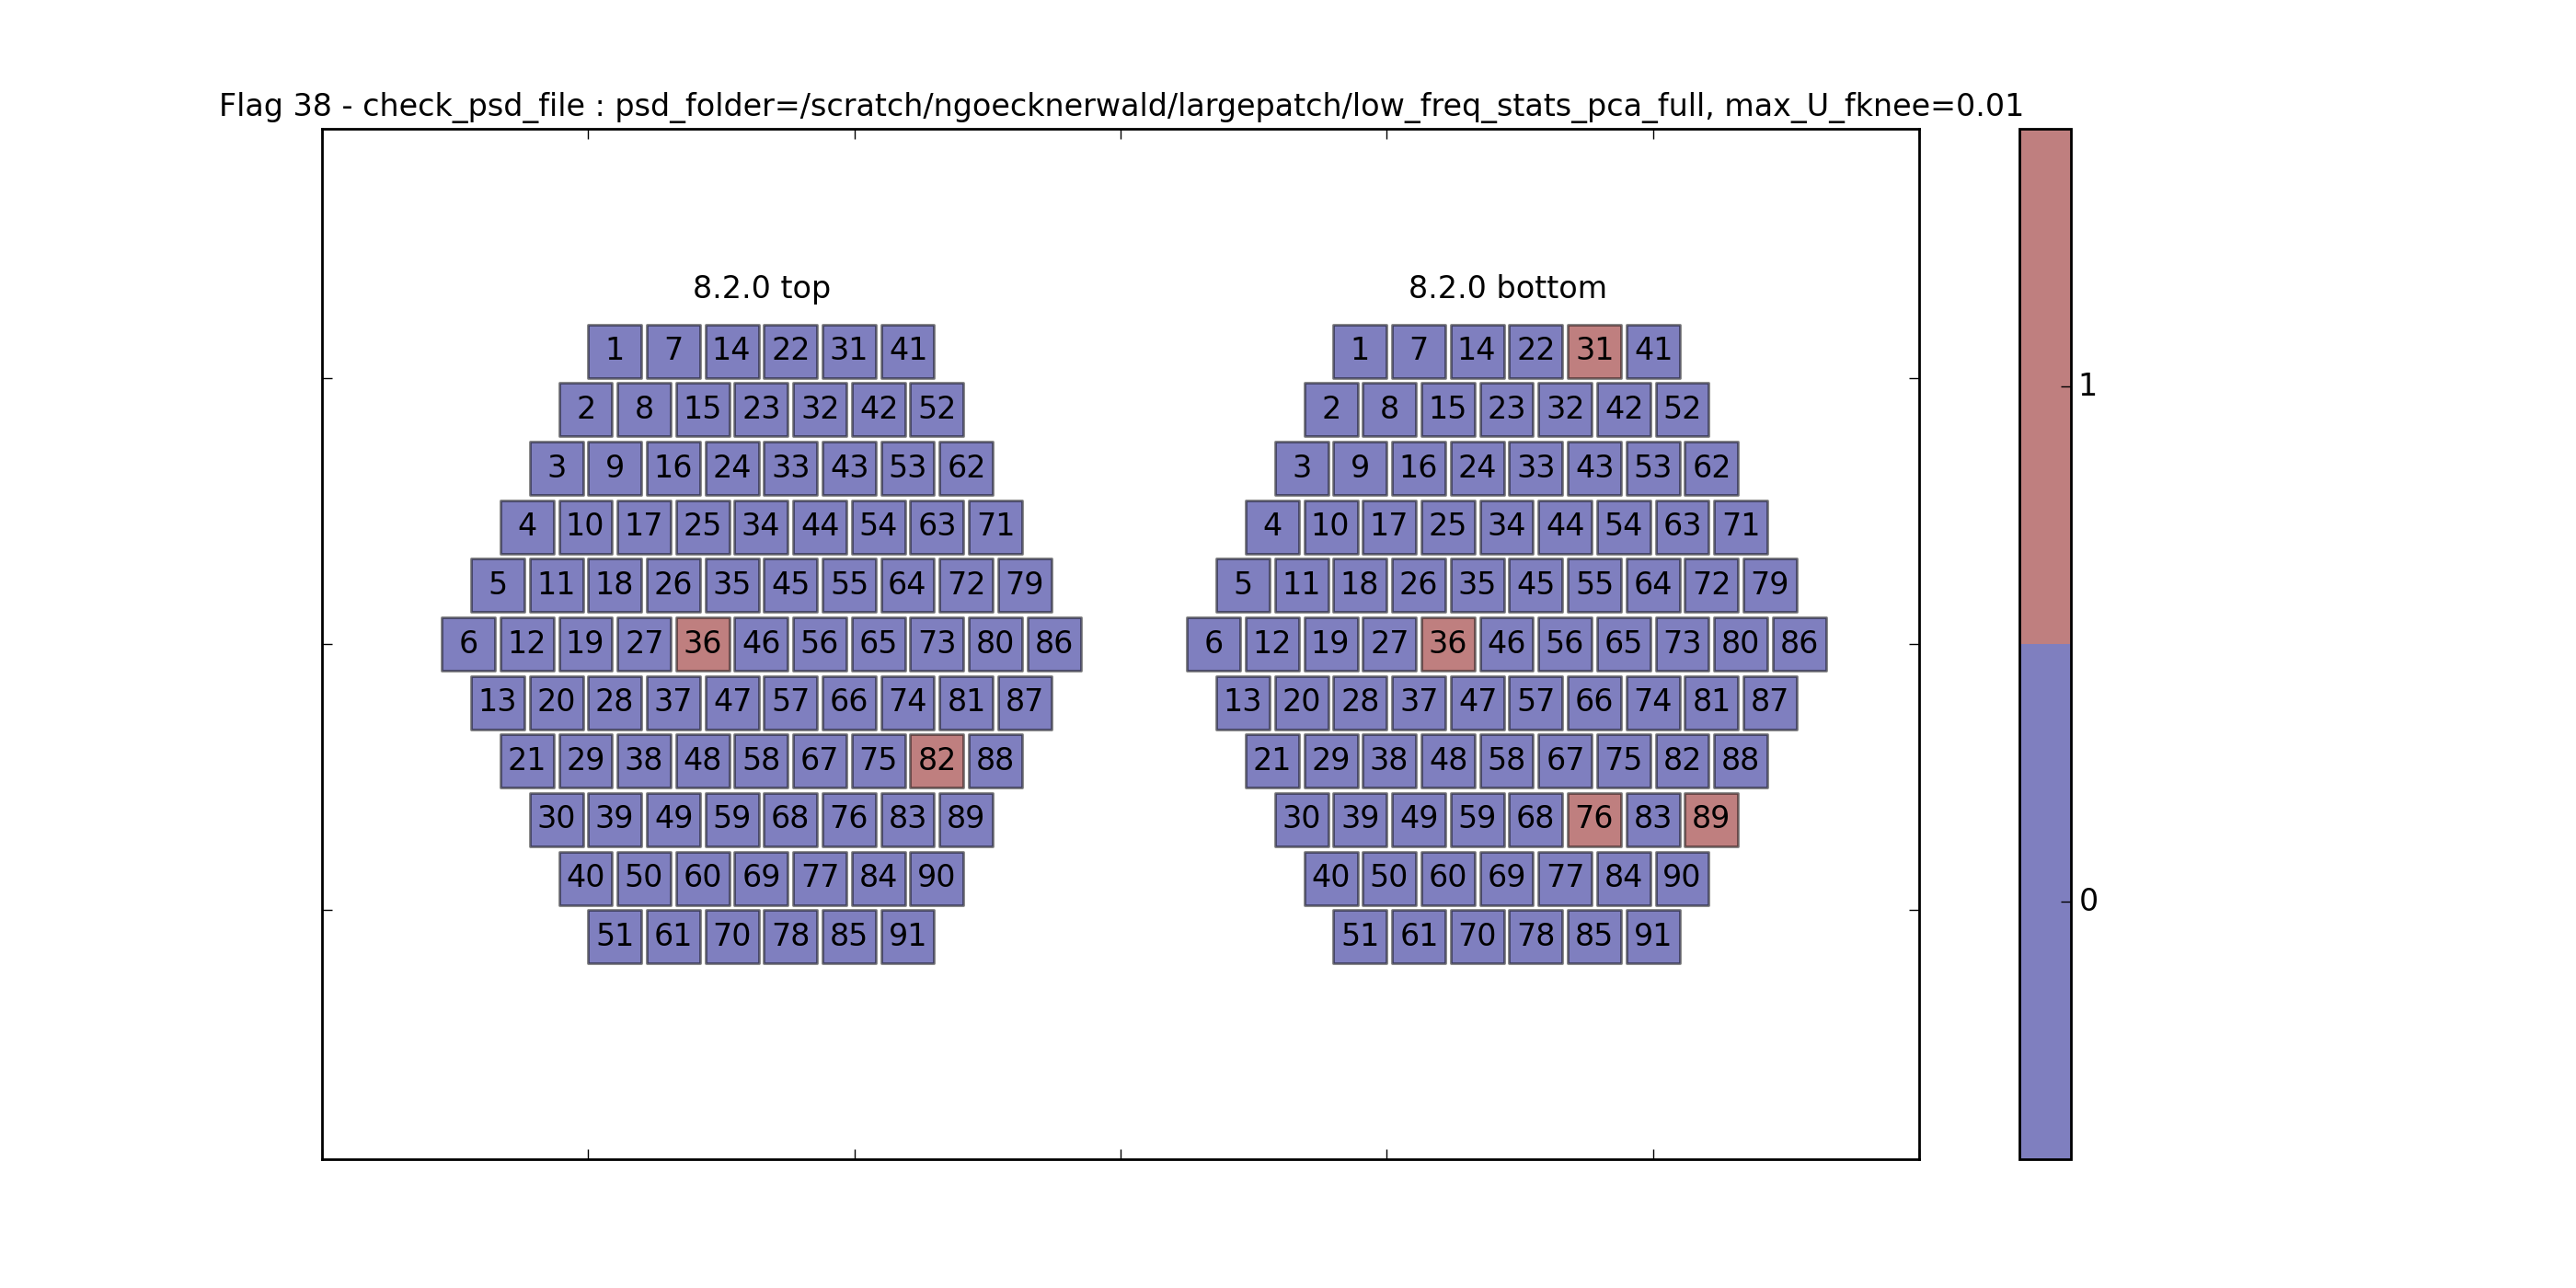 Flag 38 - check_psd_file : psd_folder=/scratch/ngoecknerwald/largepatch/low_freq_stats_pca_full, max_U_fknee=0.01
8.2.0 top
1 7 14 22 31 41
2 8 15 23 32 42 52
3 9 16 24 33 43 53 62
4 10 17 25 34 44 54 63 71
5 11 18 26 35 45 55 64 72 79
6 12 19 27 36 46 56 65 73 80 86
13 20 28 37 47 57 66 74 81 87
21 29 38 48 58 67 75 82 88
30 39 49 59 68 76 83 89
40 50 60 69 77 84 90
51 61 70 78 85 91
8.2.0 bottom
1 7 14 22 31 41
2 8 15 23 32 42 52
3 9 16 24 33 43 53 62
4 10 17 25 34 44 54 63 71
5 11 18 26 35 45 55 64 72 79
6 12 19 27 36 46 56 65 73 80 86
13 20 28 37 47 57 66 74 81 87
21 29 38 48 58 67 75 82 88
30 39 49 59 68 76 83 89
40 50 60 69 77 84 90
51 61 70 78 85 91
1
0